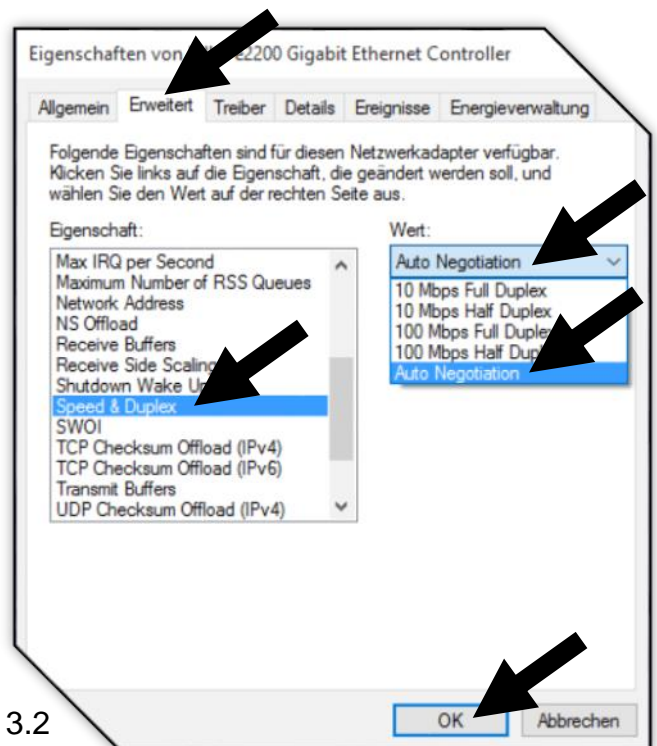 Eigenschaften von e2200 Gigabit Ethernet Controller
Allgemein Erweitert Treiber Details Ereignisse Energieverwaltung
Folgende Eigenschaften sind für diesen Netzwerkadapter verfügbar.
Klicken Sie links auf die Eigenschaft, die geändert werden soll, und
wählen Sie den Wert auf der rechten Seite aus.
Eigenschaft:
Max IRQ per Second
Maximum Number of RSS Queues
Network Address
NS Offload
Receive Buffers
Receive Side Scaling
Shutdown Wake Up
Speed & Duplex
SWOI
TCP Checksum Offload (IPv4)
TCP Checksum Offload (IPv6)
Transmit Buffers
UDP Checksum Offload (IPv4)
Wert:
Auto Negotiation
10 Mbps Full Duplex
10 Mbps Half Duplex
100 Mbps Full Duplex
100 Mbps Half Duplex
Auto Negotiation
OK Abbrechen
3.2